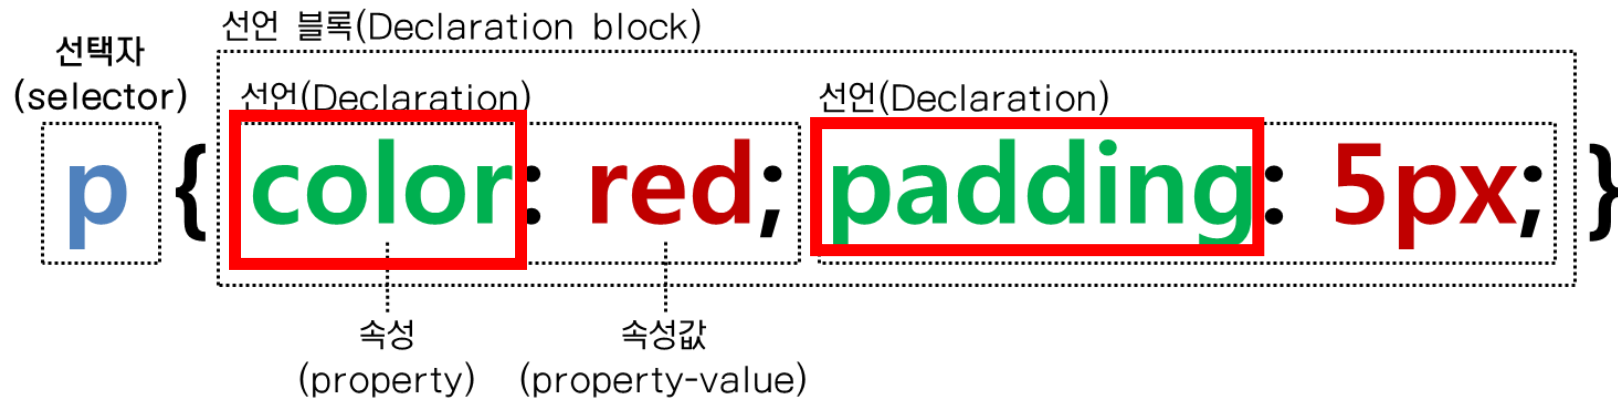 선언 블록(Declaration block)
선택자
(selector)
선언(Declaration)
선언(Declaration)
p { color: red; padding: 5px; }
속성
(property)
속성값
(property-value)